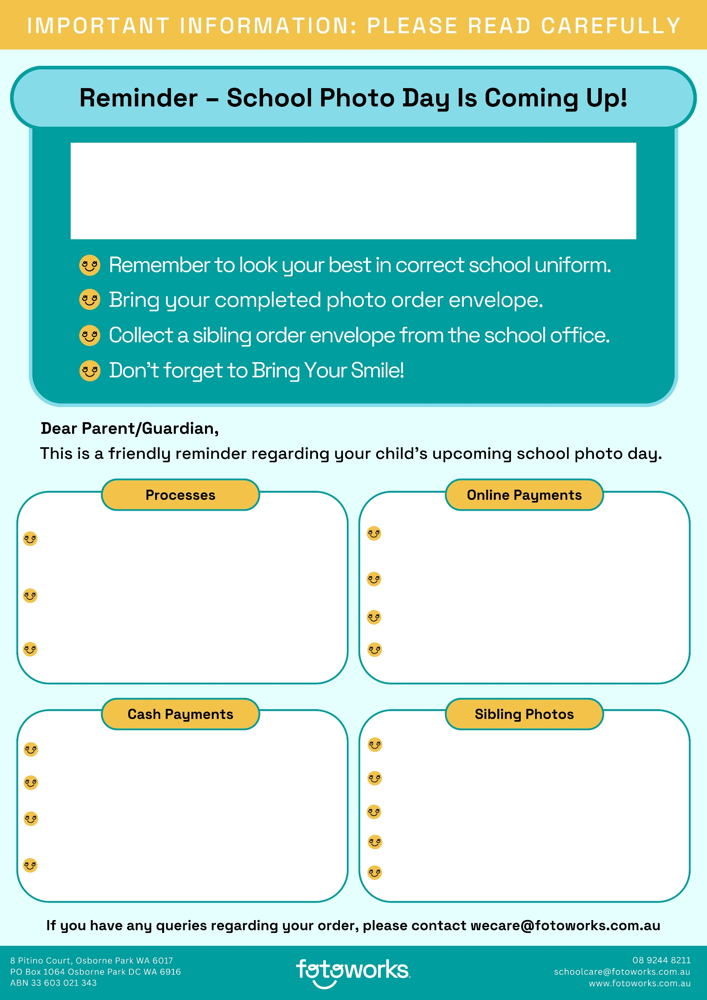 IMPORTANT INFORMATION: PLEASE READ CAREFULLY
Reminder – School Photo Day Is Coming Up!
Remember to look your best in correct school uniform.
Bring your completed photo order envelope.
Collect a sibling order envelope from the school office.
Don't forget to Bring Your Smile!
Dear Parent/Guardian,
This is a friendly reminder regarding your child's upcoming school photo day.
Processes
Online Payments
Cash Payments
Sibling Photos
If you have any queries regarding your order, please contact wecare@fotoworks.com.au
8 Pitino Court, Osborne Park WA 6017
PO Box 1064 Osborne Park DC WA 6916
ABN 33 603 021 343
fotoworks
08 9244 8211
schoolcare@fotoworks.com.au
www.fotoworks.com.au